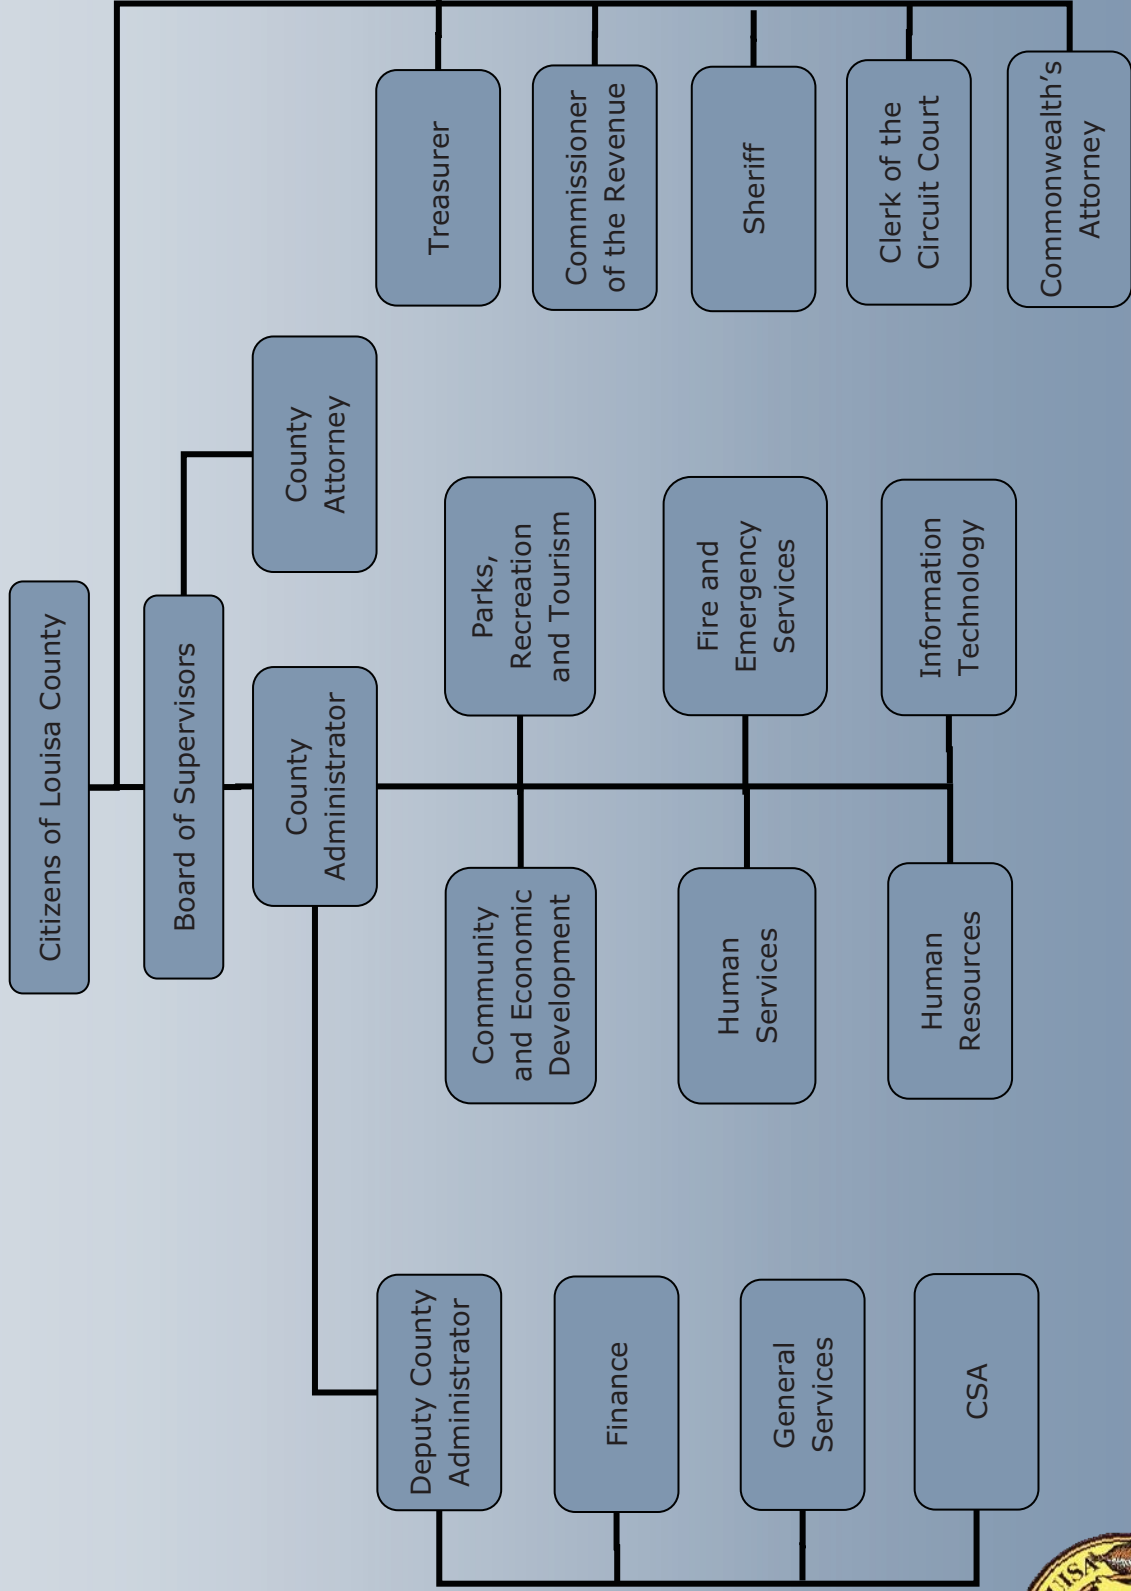 Citizens of Louisa County
Board of Supervisors
County
Administrator
County
Attorney
Deputy County
Administrator
Finance
General
Services
CSA
Community
and Economic
Development
Human
Services
Human
Resources
Parks,
Recreation
and Tourism
Fire and
Emergency
Services
Information
Technology
Treasurer
Commissioner
of the Revenue
Sheriff
Clerk of the
Circuit Court
Commonwealth’s
Attorney